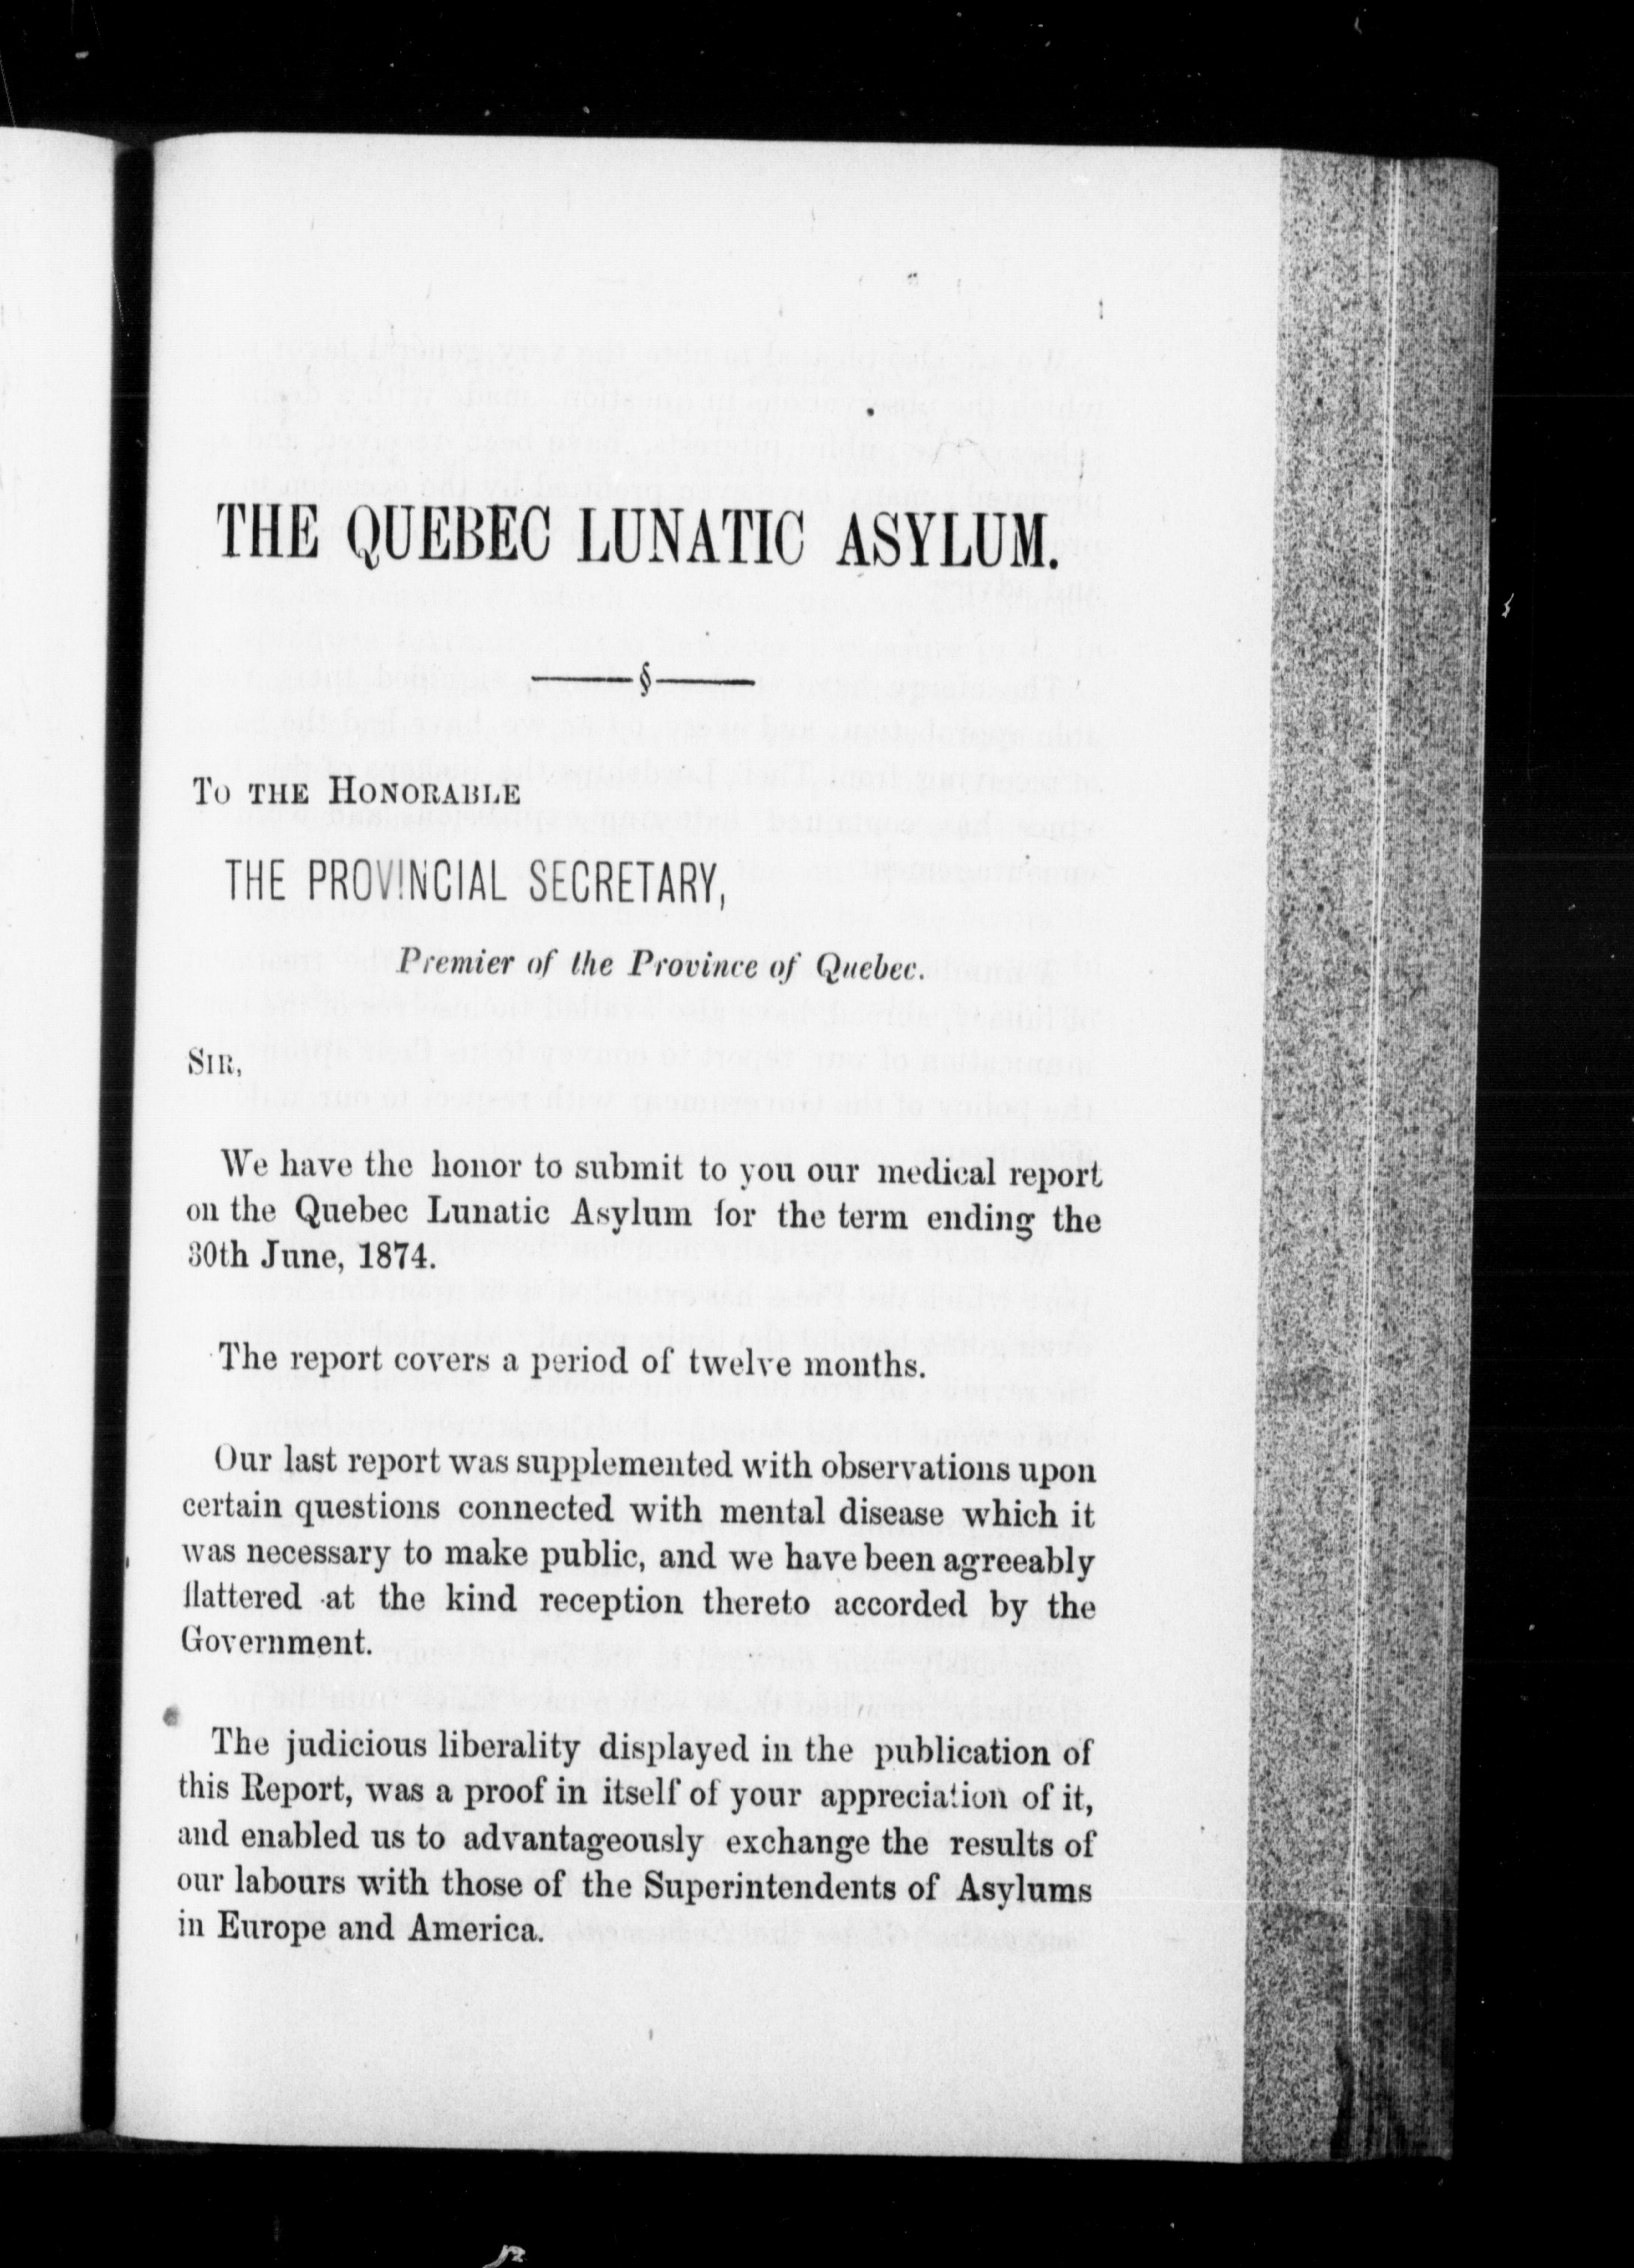 THE QUEBEC LUNATIC ASYLUM.
§
To the Honorable
THE PROVINCIAL SECRETARY,
Premier of the Province of Quebec.
Sir,
We have the honor to submit to you our medical report
on the Quebec Lunatic Asylum for the term ending the
30th June, 1874.
The report covers a period of twelve months.
Our last report was supplemented with observations upon
certain questions connected with mental disease which it
was necessary to make public, and we have been agreeably
flattered at the kind reception thereto accorded by the
Government.
The judicious liberality displayed in the publication of
this Report, was a proof in itself of your appreciation of it,
and enabled us to advantageously exchange the results of
our labours with those of the Superintendents of Asylums
in Europe and America.